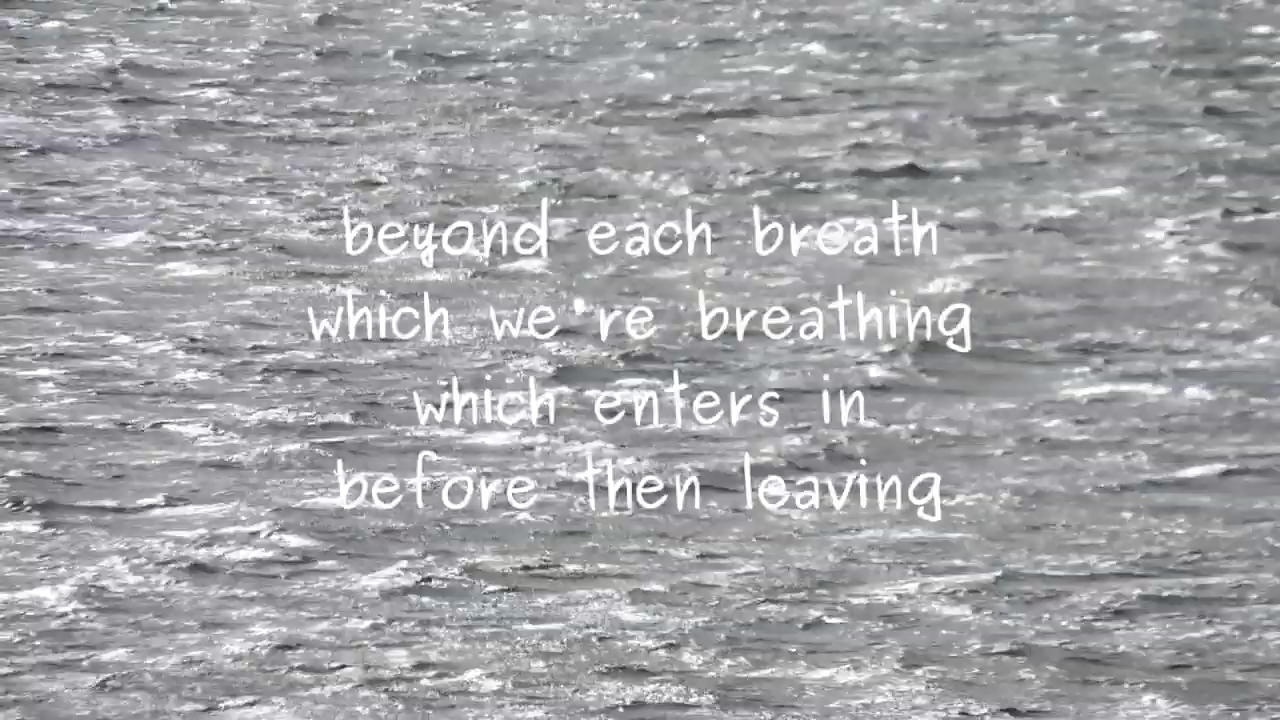 beyond each breath
which we're breathing
which enters in
before then leaving